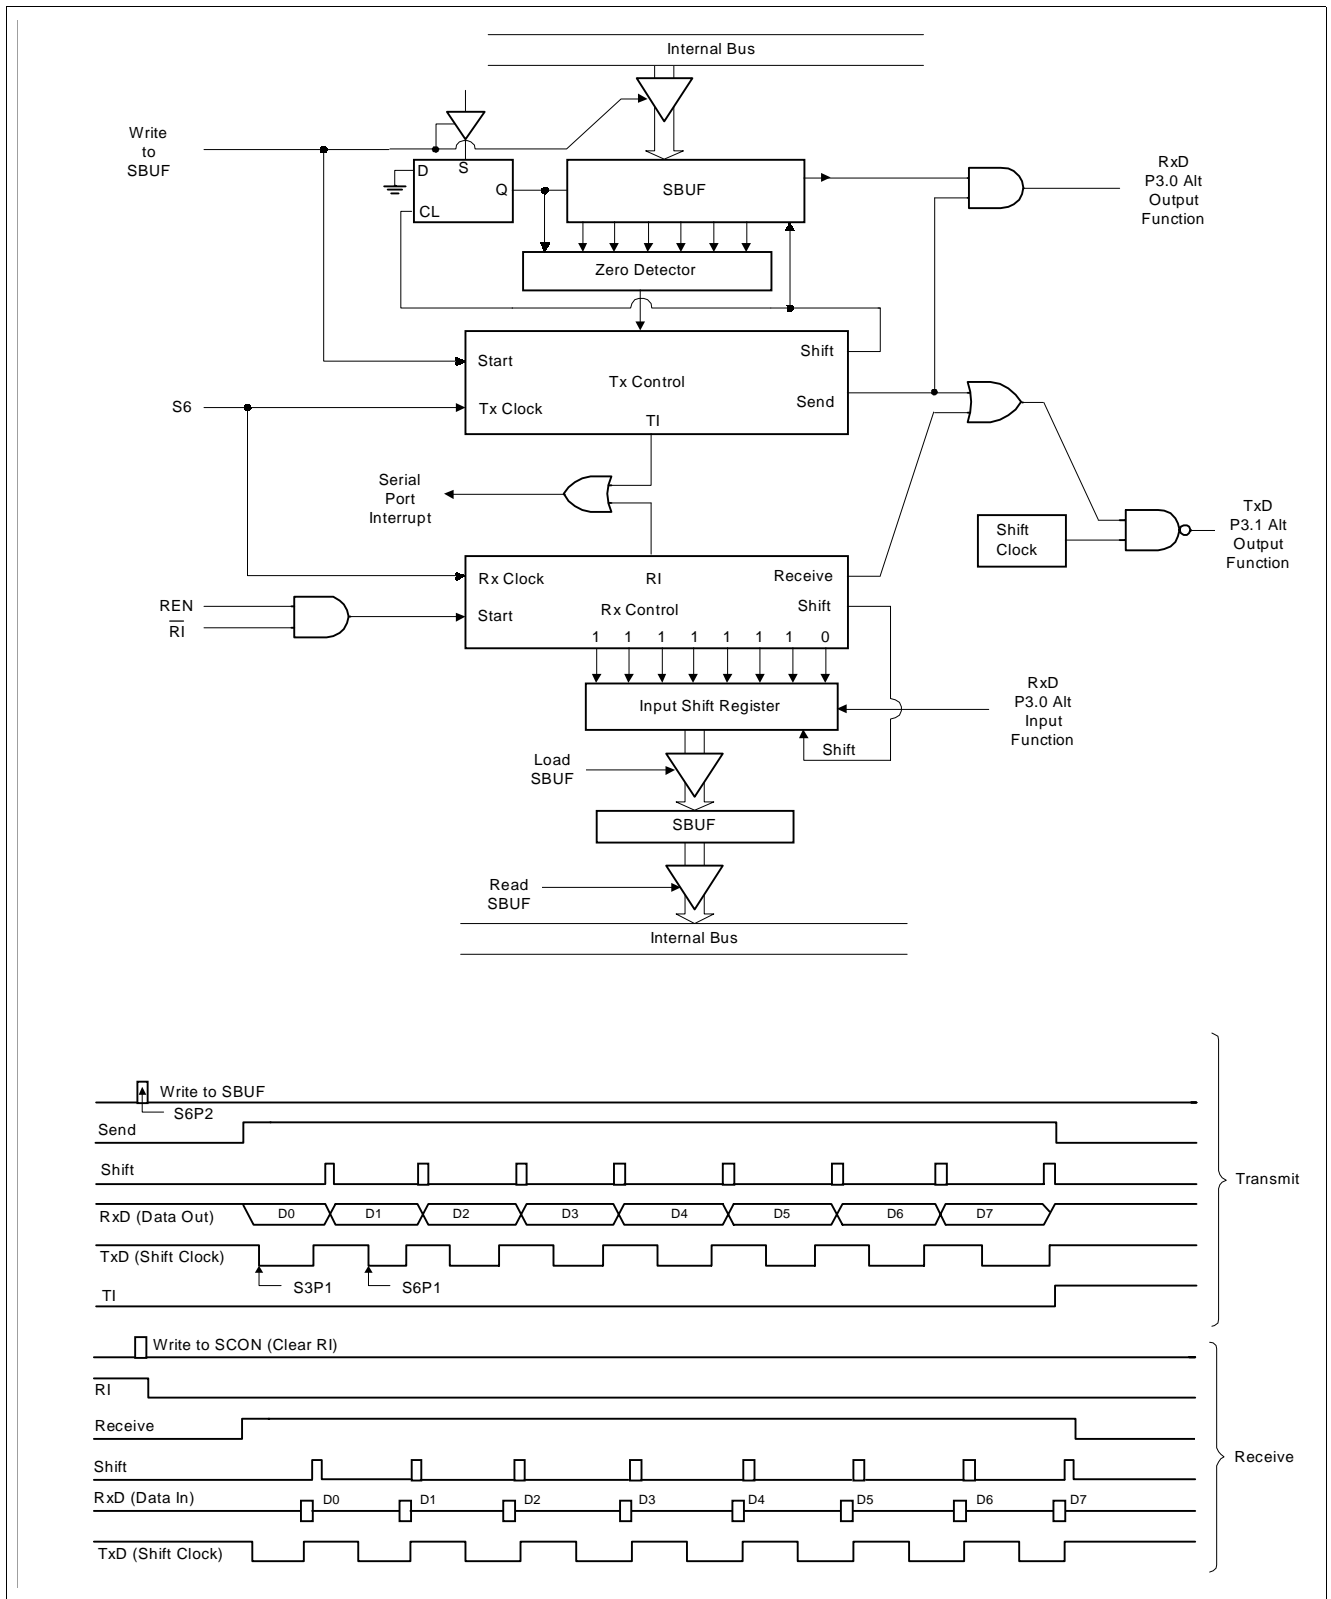 Internal Bus
Write
to
SBUF
RxD
P3.0 Alt
Output
Function
D
S
Q
CL
SBUF
Zero Detector
Start
Shift
Tx Control
Send
S6
Tx Clock
TI
Serial
Port
Interrupt
Shift
Clock
TxD
P3.1 Alt
Output
Function
Rx Clock
RI
Receive
REN
RI
Start
Rx Control
Shift
1 1 1 1 1 1 1 0
Input Shift Register
RxD
P3.0 Alt
Input
Function
Shift
Load
SBUF
SBUF
Read
SBUF
Internal Bus
Write to SBUF
S6P2
Send
Shift
Transmit
RxD (Data Out)
D0 D1 D2 D3 D4 D5 D6 D7
TxD (Shift Clock)
S3P1
S6P1
TI
Write to SCON (Clear RI)
RI
Receive
Receive
Shift
RxD (Data In)
D0 D1 D2 D3 D4 D5 D6 D7
TxD (Shift Clock)